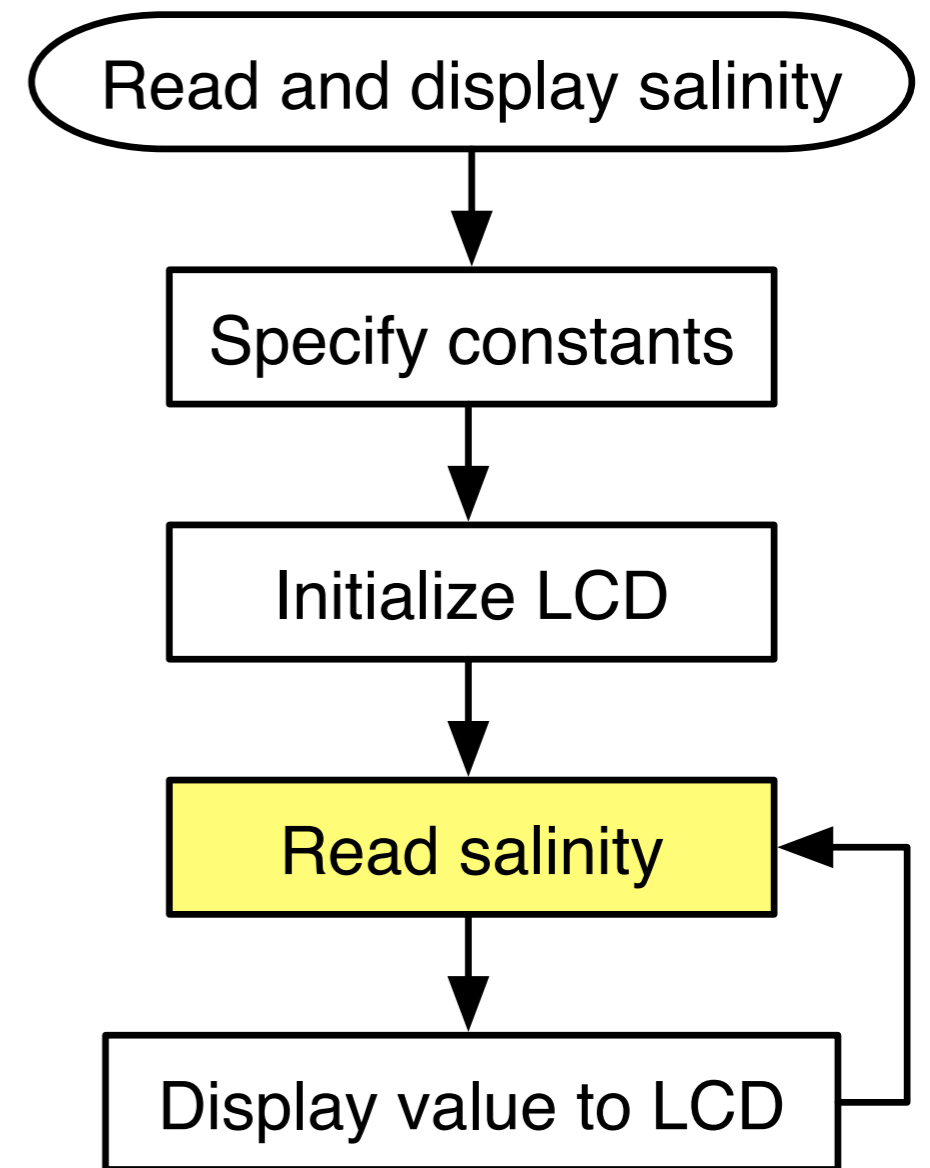 Read and display salinity
Specify constants
Initialize LCD
Read salinity
Display value to LCD